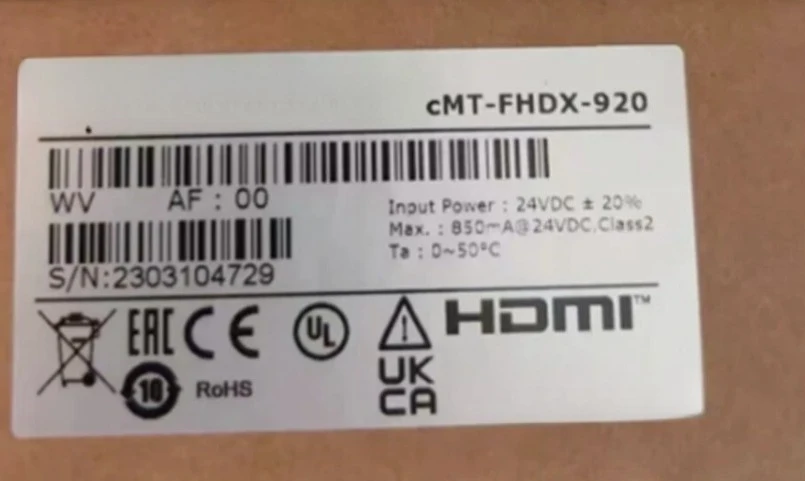 cMT-FHDX-920
WV AF : 00
Input Power : 24VDC ± 20%
Max. : 850mA@24VDC,Class2
Ta : 0~50°C
S/N:2303104729
EAC CE UL HDMI™
10 RoHS UK
CA